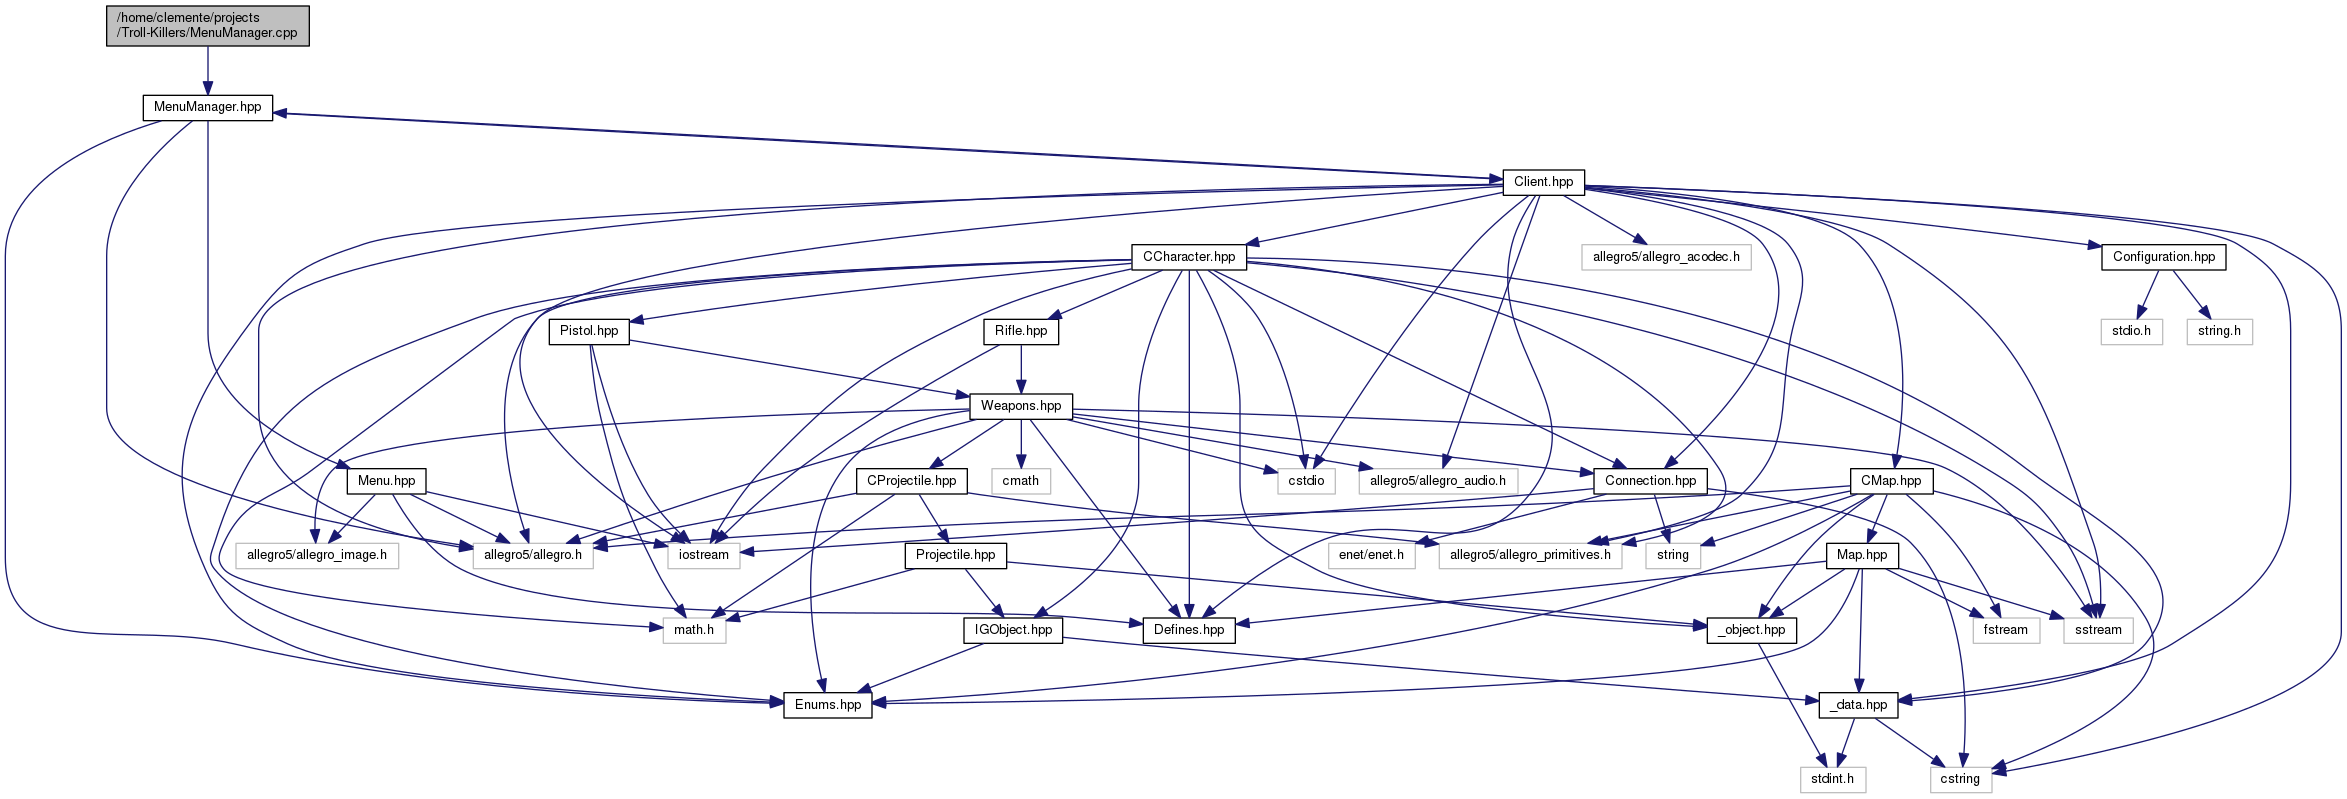 /home/clemente/projects
/Troll-Killers/MenuManager.cpp
MenuManager.hpp
Client.hpp
CCharacter.hpp
allegro5/allegro_acodec.h
Configuration.hpp
Pistol.hpp
Rifle.hpp
stdio.h
string.h
Weapons.hpp
Menu.hpp
CProjectile.hpp
cmath
cstdio
allegro5/allegro_audio.h
Connection.hpp
CMap.hpp
allegro5/allegro_image.h
allegro5/allegro.h
iostream
Projectile.hpp
enet/enet.h
allegro5/allegro_primitives.h
string
Map.hpp
math.h
IGObject.hpp
Defines.hpp
_object.hpp
fstream
sstream
Enums.hpp
_data.hpp
stdint.h
cstring